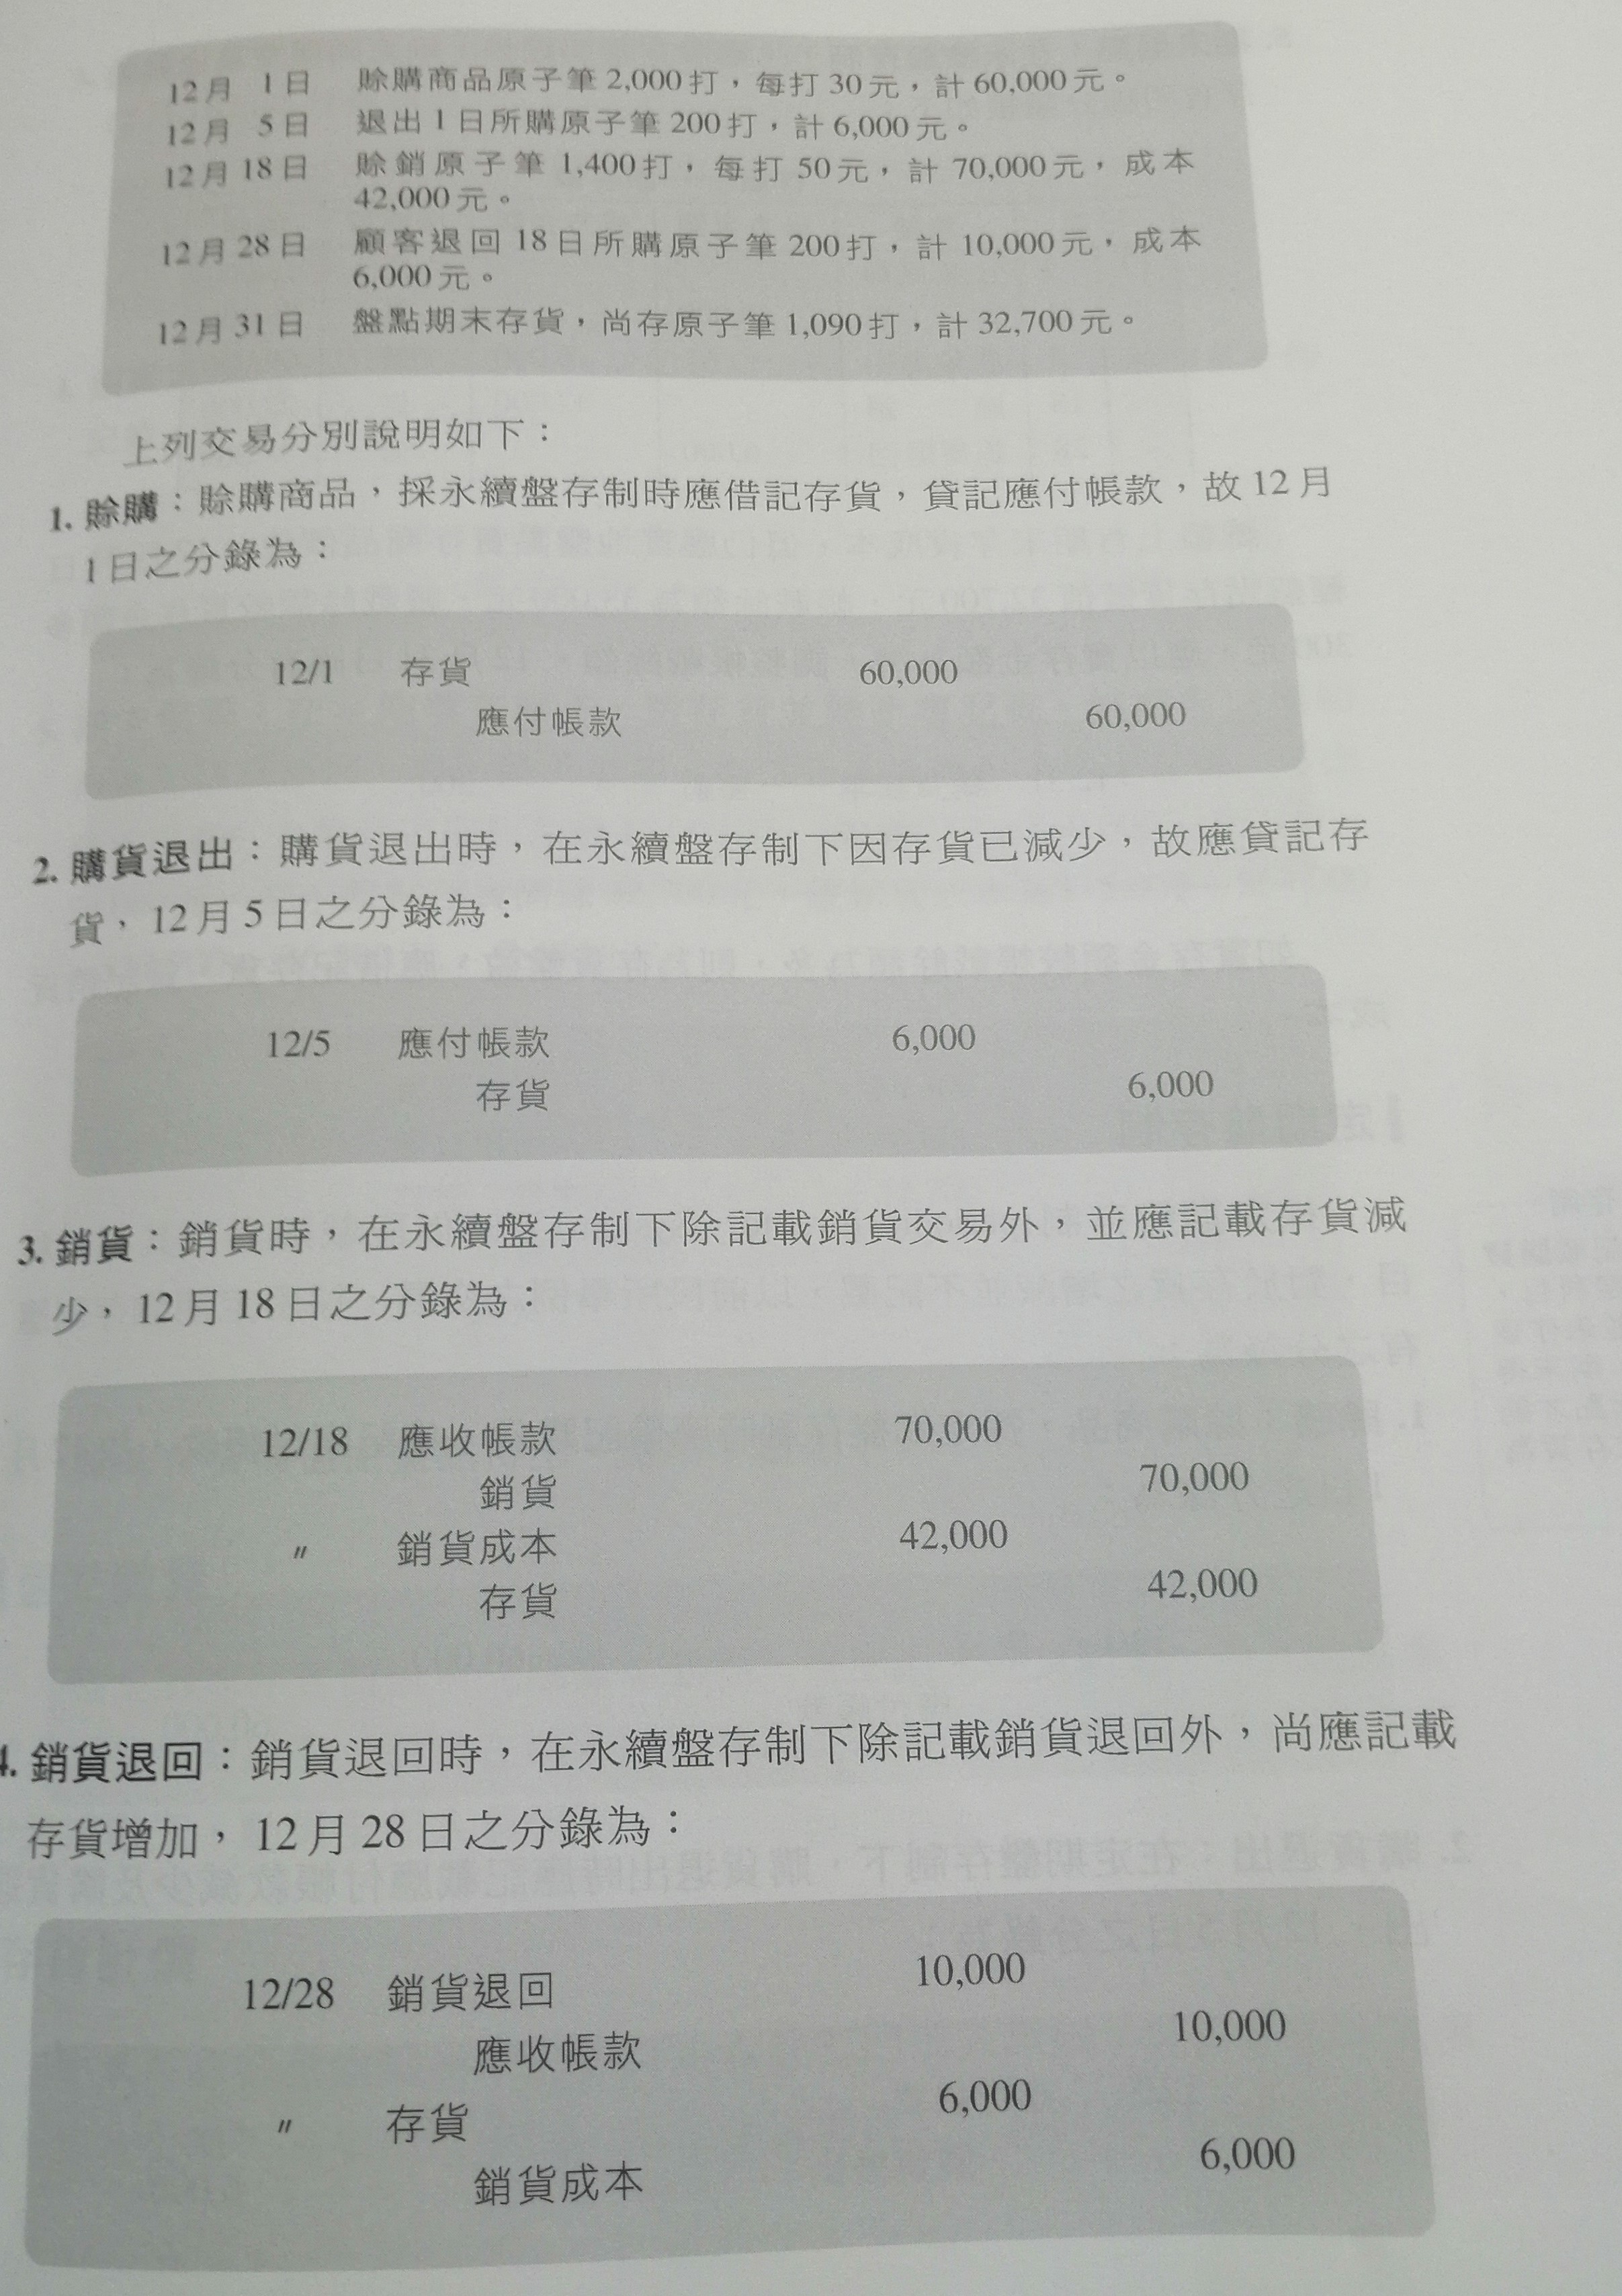 12月 1日 賒購商品原子筆2,000打，每打30元，計60,000元。
12月 5日 退出1日所購原子筆200打，計6,000元。
12月18日 賒銷原子筆1,400打，每打50元，計70,000元，成本
42,000元。
12月28日 顧客退回18日所購原子筆200打，計10,000元，成本
6,000元。
12月31日 盤點期末存貨，尚存原子筆1,090打，計32,700元。
上列交易分別說明如下：
1. 賒購：賒購商品，採永續盤存制時應借記存貨，貸記應付帳款，故12月
1日之分錄為：
12/1 存貨 60,000
應付帳款 60,000
2. 購貨退出：購貨退出時，在永續盤存制下因存貨已減少，故應貸記存
貨，12月5日之分錄為：
12/5 應付帳款 6,000
存貨 6,000
3. 銷貨：銷貨時，在永續盤存制下除記載銷貨交易外，並應記載存貨減
少，12月18日之分錄為：
12/18 應收帳款 70,000
銷貨 70,000
〃 銷貨成本 42,000
存貨 42,000
4. 銷貨退回：銷貨退回時，在永續盤存制下除記載銷貨退回外，尚應記載
存貨增加，12月28日之分錄為：
12/28 銷貨退回 10,000
應收帳款 10,000
〃 存貨 6,000
銷貨成本 6,000